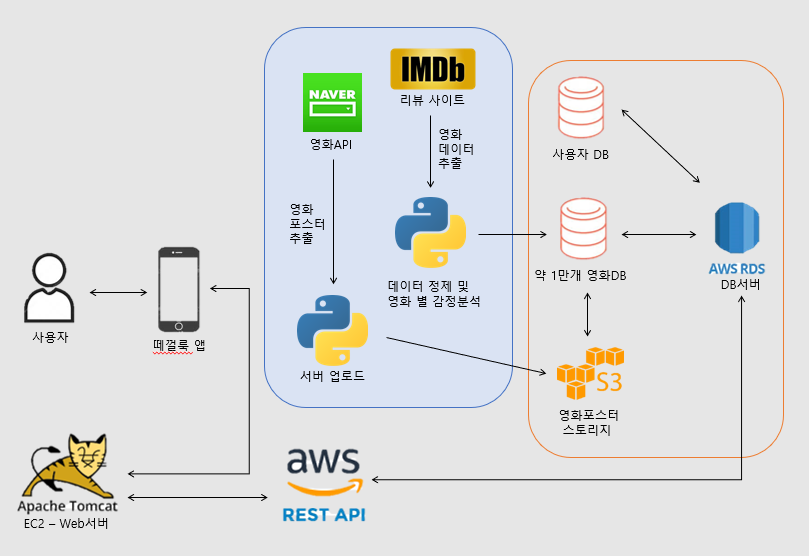 IMDb
리뷰 사이트
NAVER
영화API
영화
데이터
추출
사용자 DB
영화
포스터
추출
데이터 정제 및
영화 별 감정분석
약 1만개 영화DB
AWS RDS
DB서버
사용자
떼껄룩 앱
서버 업로드
S3
영화포스터
스토리지
Apache Tomcat
EC2 – Web서버
aws
REST API